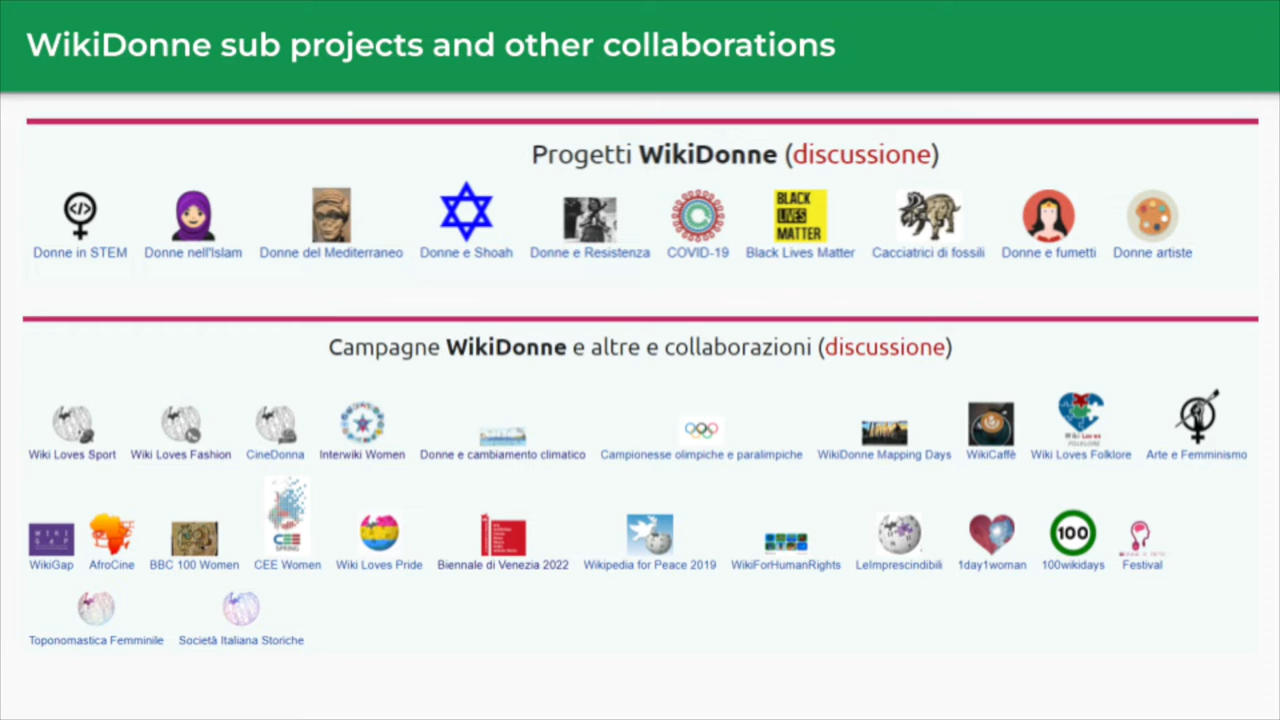 WikiDonne sub projects and other collaborations
Progetti WikiDonne (discussione)
BLACK
LIVES
MATTER
Donne in STEM Donne nell'Islam Donne del Mediterraneo Donne e Shoah Donne e Resistenza COVID-19 Black Lives Matter Cacciatrici di fossili Donne e fumetti Donne artiste
Campagne WikiDonne e altre e collaborazioni (discussione)
Wiki Loves
FOLKLORE
Wiki Loves Sport Wiki Loves Fashion CineDonna Interwiki Women Donne e cambiamento climatico Campionesse olimpiche e paralimpiche WikiDonne Mapping Days WikiCaffè Wiki Loves Folklore Arte e Femminismo
WIKI
GAP
CEE
SPRING
100
WikiGap AfroCine BBC 100 Women CEE Women Wiki Loves Pride Biennale di Venezia 2022 Wikipedia for Peace 2019 WikiForHumanRights LeImprescindibili 1day1woman 100wikidays Festival
Toponomastica Femminile Società Italiana Storiche